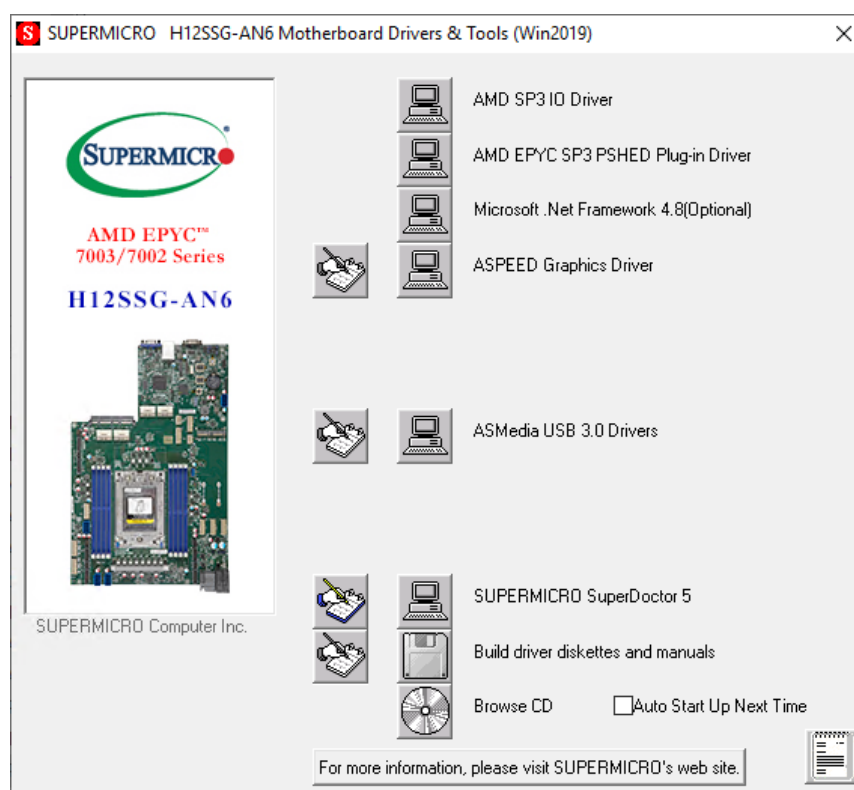 SUPERMICRO H12SSG-AN6 Motherboard Drivers & Tools (Win2019)
SUPERMICRO
AMD EPYC™
7003/7002 Series
H12SSG-AN6
SUPERMICRO Computer Inc.
AMD SP3 IO Driver
AMD EPYC SP3 PSHED Plug-in Driver
Microsoft .Net Framework 4.8(Optional)
ASPEED Graphics Driver
ASMedia USB 3.0 Drivers
SUPERMICRO SuperDoctor 5
Build driver diskettes and manuals
Browse CD Auto Start Up Next Time
For more information, please visit SUPERMICRO's web site.